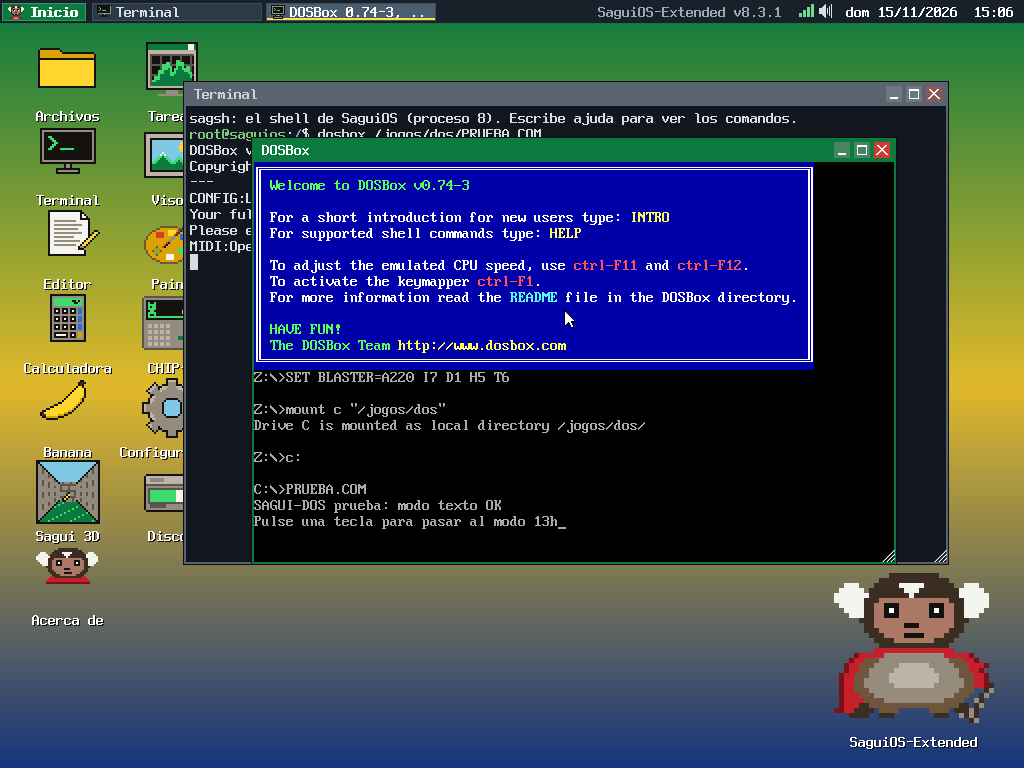 Inicio
Terminal
DOSBox 0.74-3, ..
SaguiOS-Extended v8.3.1
dom 15/11/2026
15:06
Archivos
Terminal
Editor
Calculadora
Banana
Sagui 3D
Acerca de
Tarea
Viso
Pain
CHIP-
Configur
Disco
Terminal
sagsh: el shell de SaguiOS (proceso 8). Escribe ayuda para ver los comandos.
root@saguios:/$ dosbox /jogos/dos/PRUEBA.COM
DOSBox v
Copyrigh
---
CONFIG:L
Your ful
Please e
MIDI:Ope
DOSBox
Welcome to DOSBox v0.74-3
For a short introduction for new users type: INTRO
For supported shell commands type: HELP
To adjust the emulated CPU speed, use ctrl-F11 and ctrl-F12.
To activate the keymapper ctrl-F1.
For more information read the README file in the DOSBox directory.
HAVE FUN!
The DOSBox Team http://www.dosbox.com
Z:\>SET BLASTER=A220 I7 D1 H5 T6
Z:\>mount c "/jogos/dos"
Drive C is mounted as local directory /jogos/dos/
Z:\>c:
C:\>PRUEBA.COM
SAGUI-DOS prueba: modo texto OK
Pulse una tecla para pasar al modo 13h_
SaguiOS-Extended